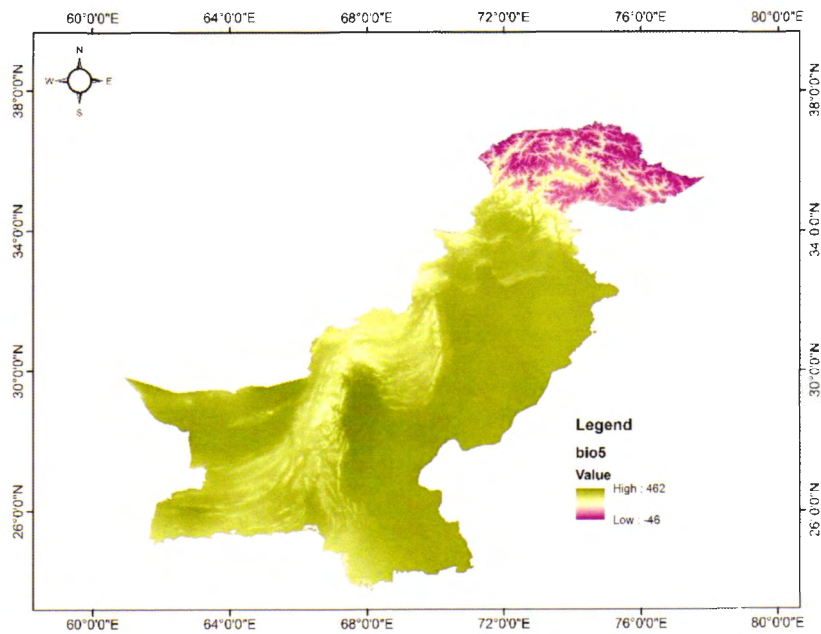 60°0'0"E 64°0'0"E 68°0'0"E 72°0'0"E 76°0'0"E 80°0'0"E
N
W E
S
38°0'0"N 38°0'0"N
34°0'0"N 34°0'0"N
30°0'0"N 30°0'0"N
Legend
bio5
Value
High : 462
Low : -46
26°0'0"N 26°0'0"N
60°0'0"E 64°0'0"E 68°0'0"E 72°0'0"E 76°0'0"E 80°0'0"E